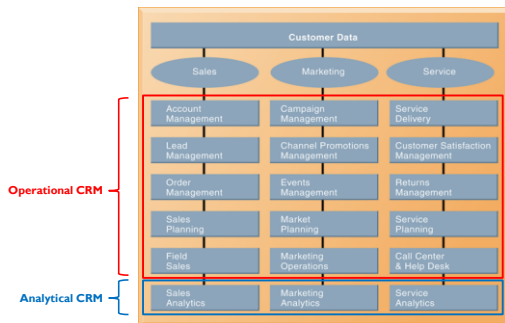 Customer Data
Sales
Marketing
Service
Account
Management
Campaign
Management
Service
Delivery
Lead
Management
Channel Promotions
Management
Customer Satisfaction
Management
Operational CRM
Order
Management
Events
Management
Returns
Management
Sales
Planning
Market
Planning
Service
Planning
Field
Sales
Marketing
Operations
Call Center
& Help Desk
Analytical CRM
Sales
Analytics
Marketing
Analytics
Service
Analytics